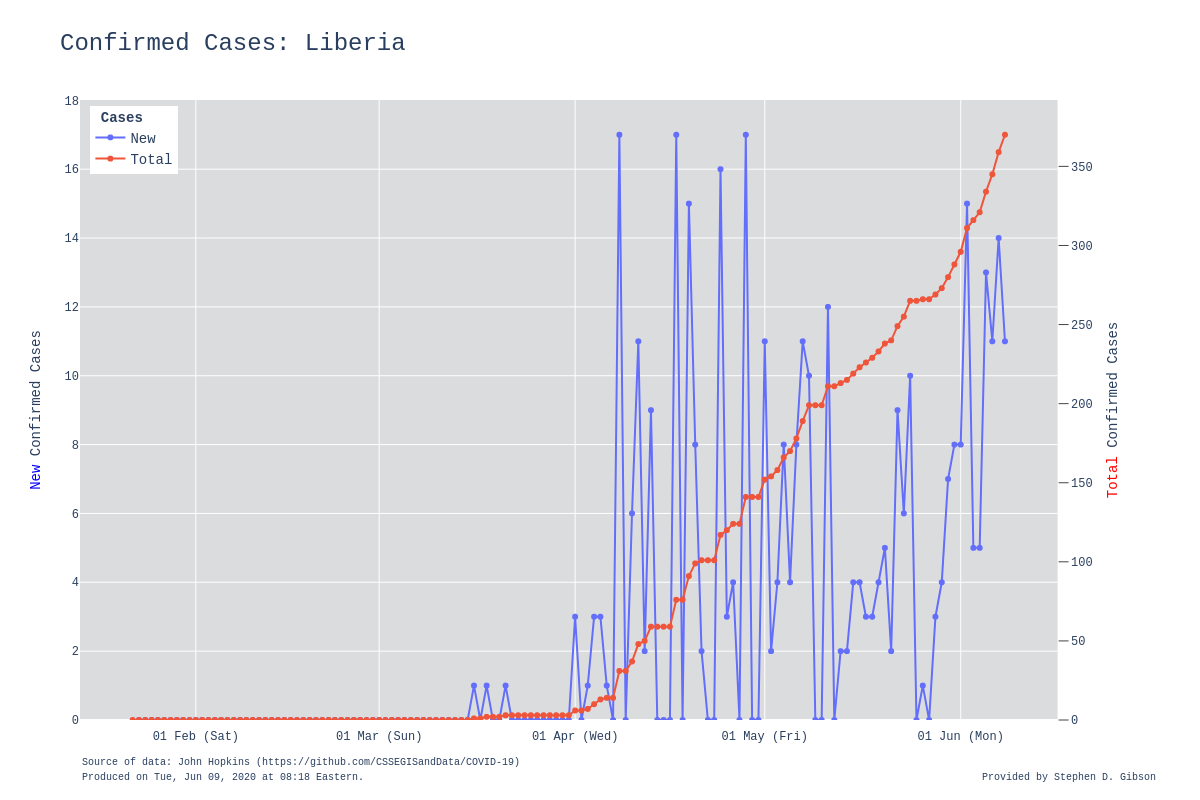 Confirmed Cases: Liberia
Cases
New
Total
18
16
14
12
10
8
6
4
2
0
New Confirmed Cases
350
300
250
200
150
100
50
0
Total Confirmed Cases
01 Feb (Sat)
01 Mar (Sun)
01 Apr (Wed)
01 May (Fri)
01 Jun (Mon)
Source of data: John Hopkins (https://github.com/CSSEGISandData/COVID-19)
Produced on Tue, Jun 09, 2020 at 08:18 Eastern.
Provided by Stephen D. Gibson